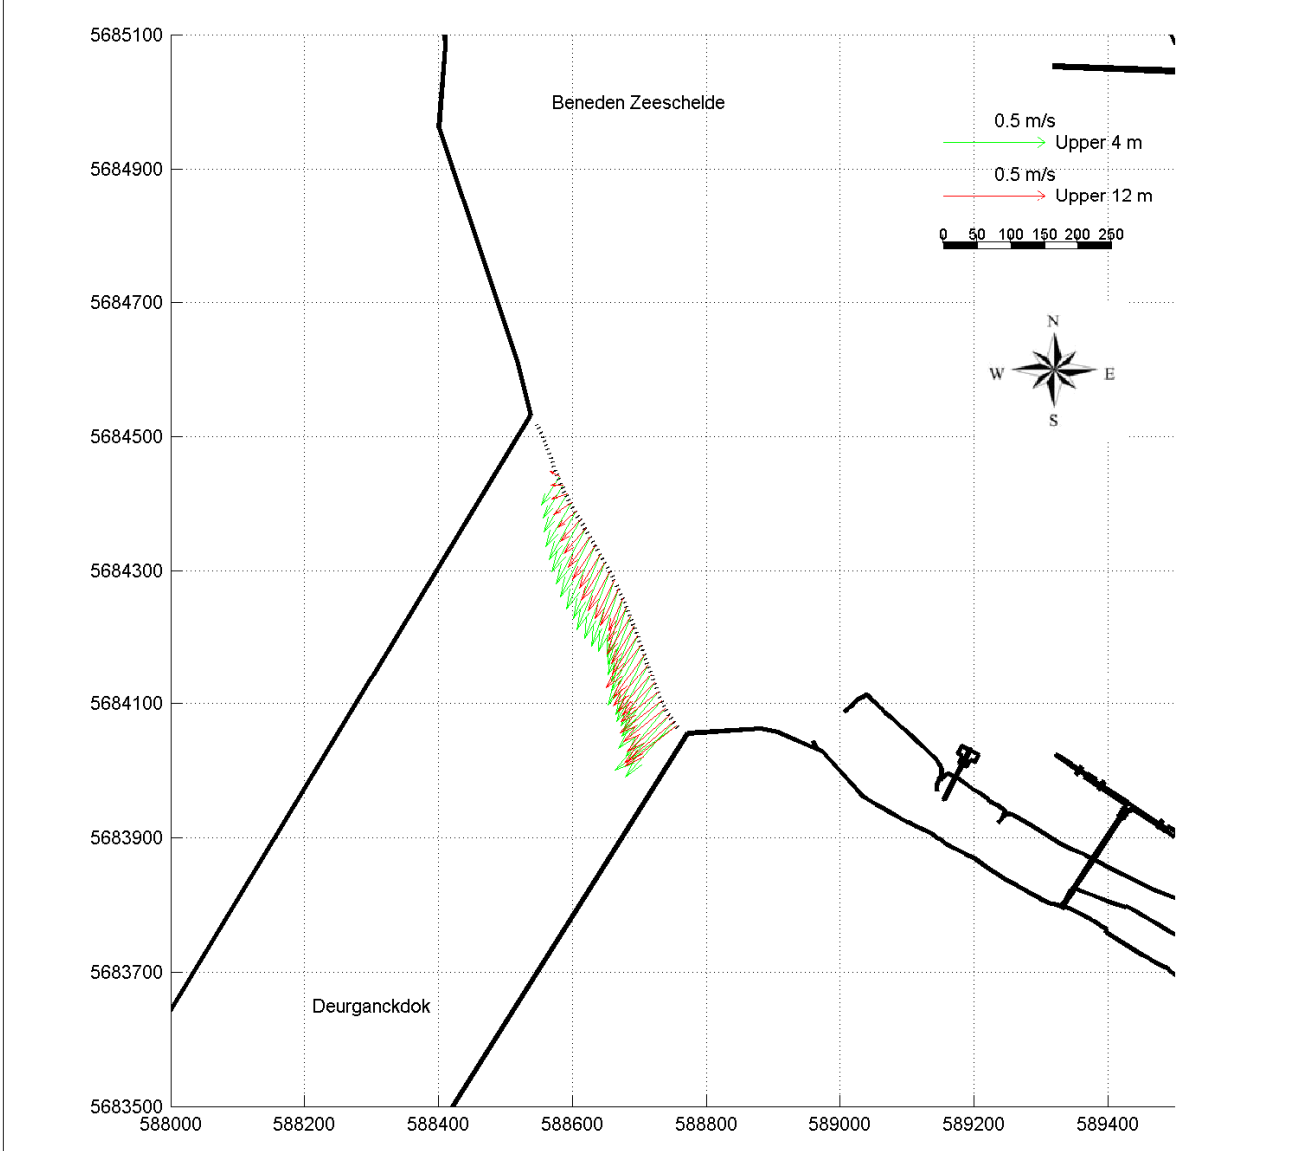 5685100
Beneden Zeeschelde
0.5 m/s
Upper 4 m
5684900
0.5 m/s
Upper 12 m
0 50 100 150 200 250
5684700
N
W E
S
5684500
5684300
5684100
5683900
5683700
Deurganckdok
5683500
588000 588200 588400 588600 588800 589000 589200 589400